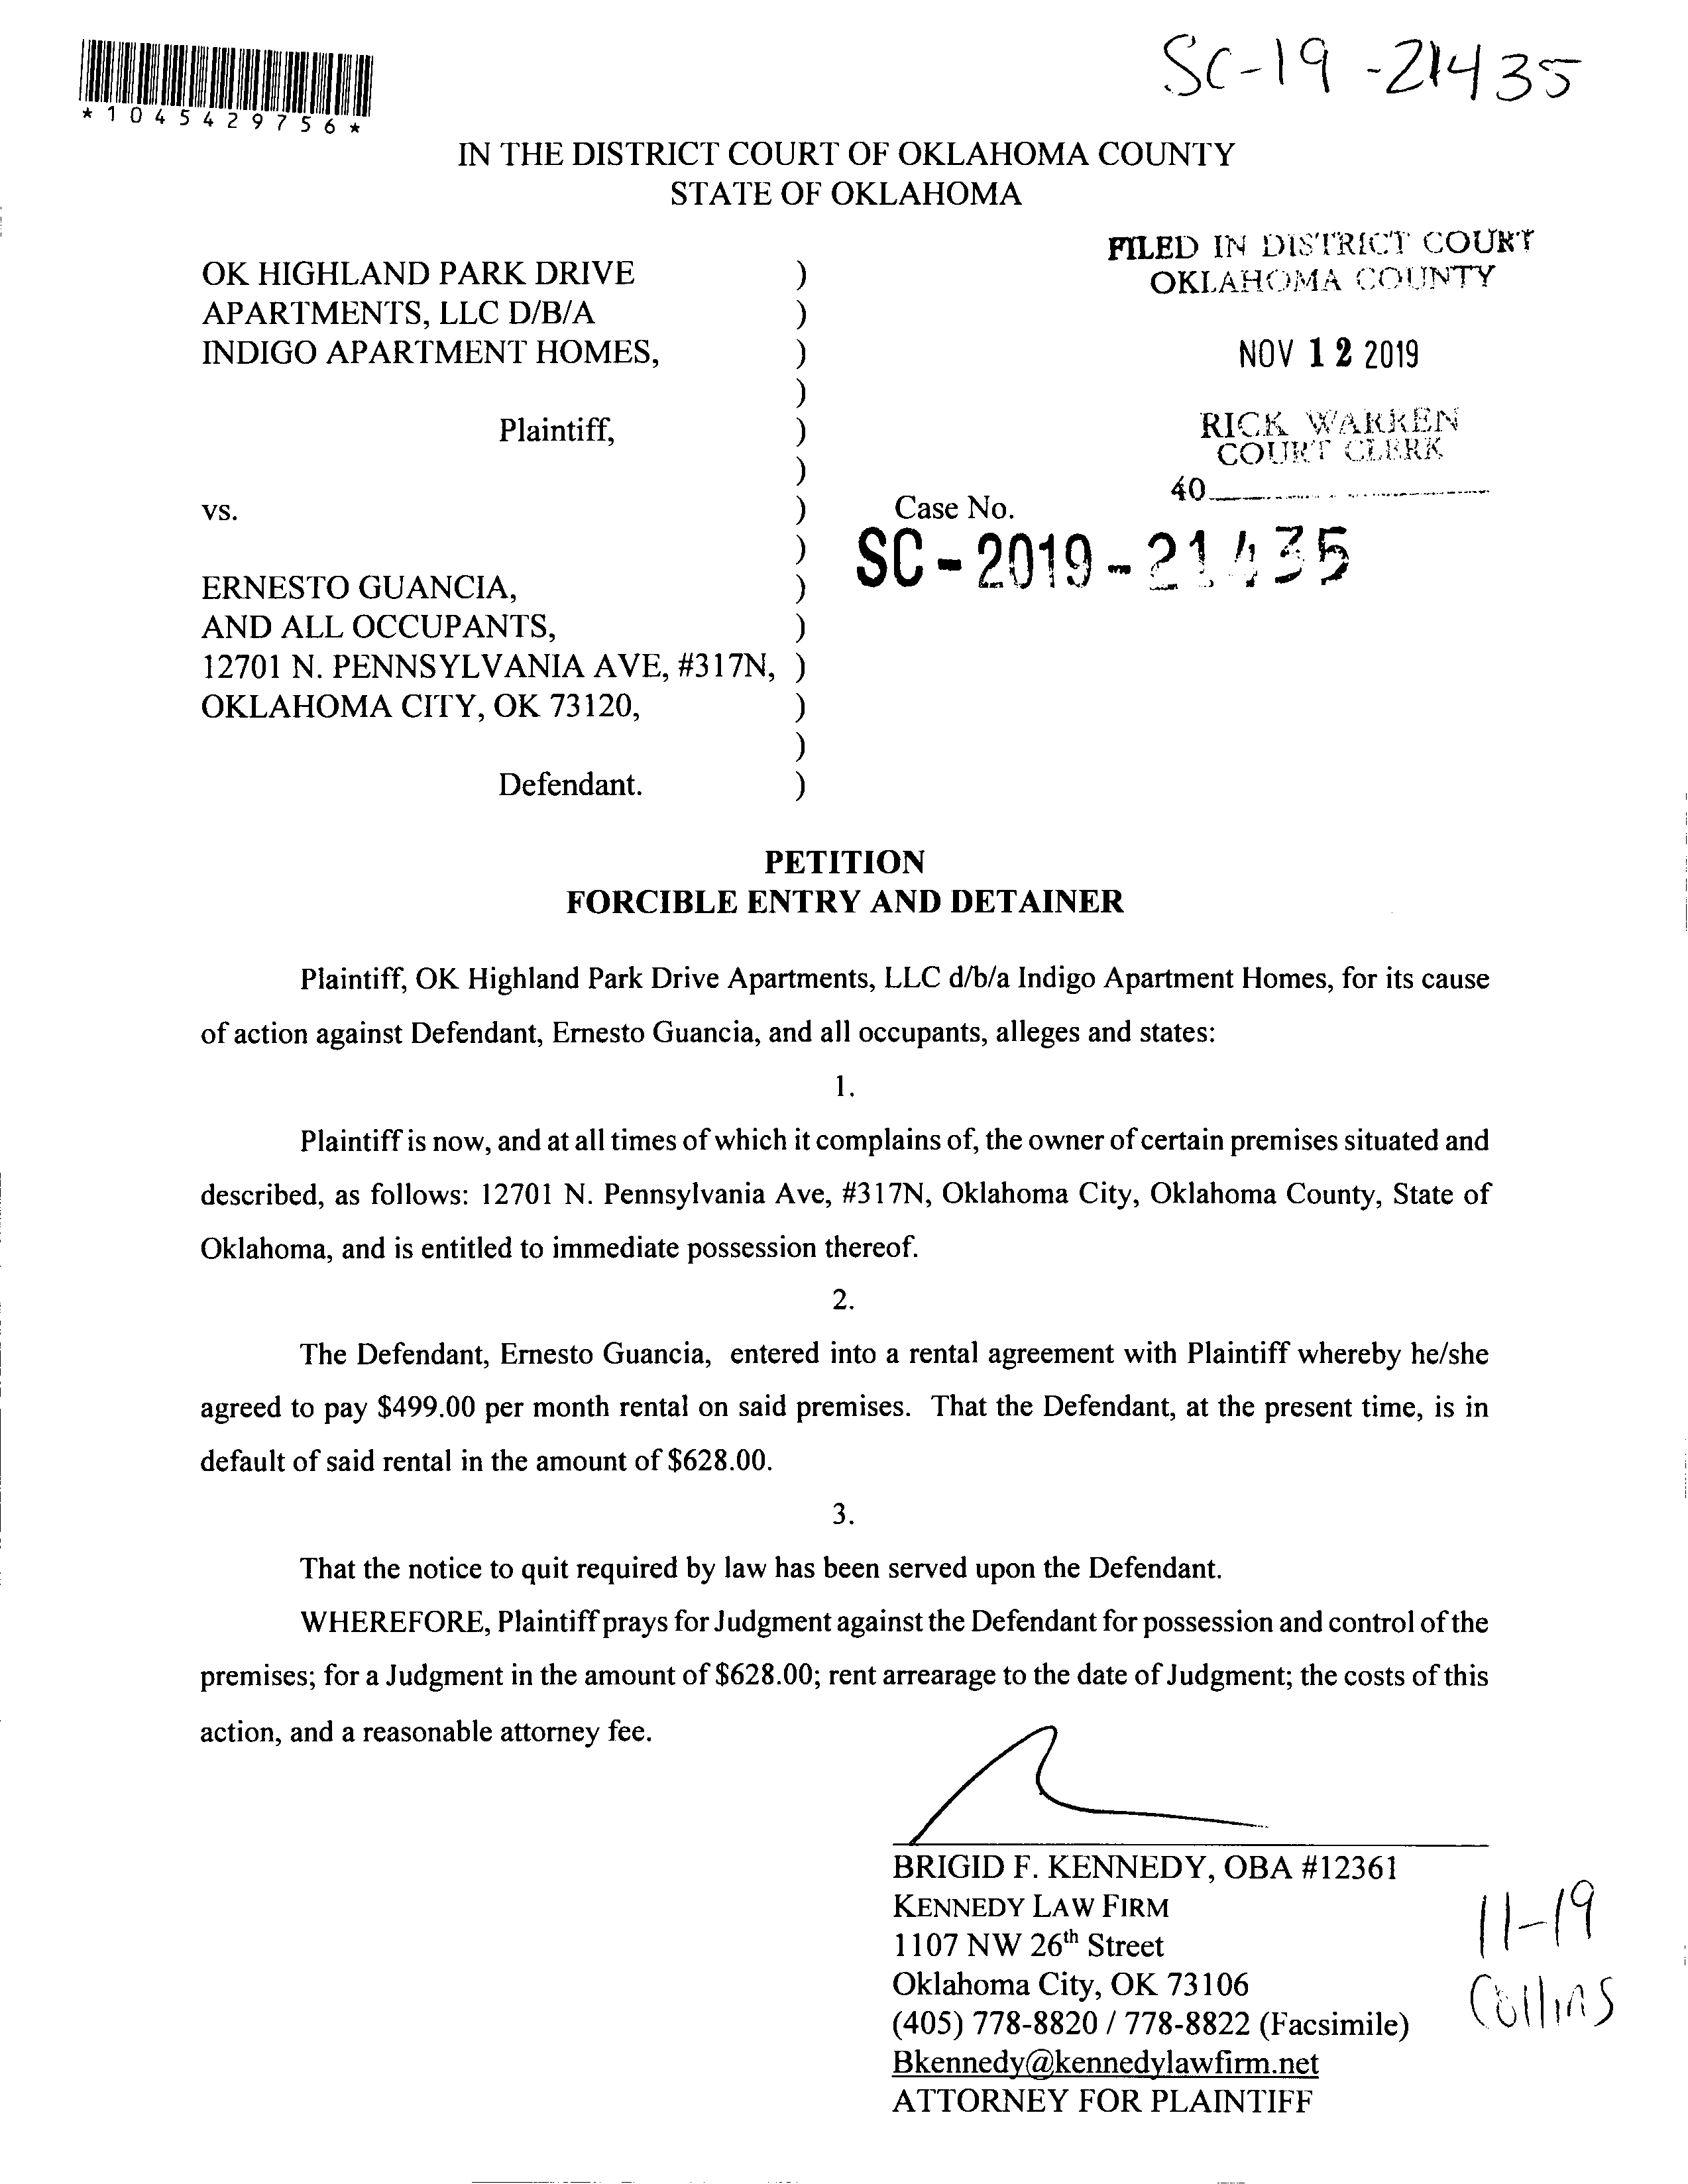 *1045429756*
SC-19-21435
IN THE DISTRICT COURT OF OKLAHOMA COUNTY
STATE OF OKLAHOMA
FILED IN DISTRICT COURT
OKLAHOMA COUNTY
NOV 12 2019
RICK WARREN
COURT CLERK
40
OK HIGHLAND PARK DRIVE )
APARTMENTS, LLC D/B/A )
INDIGO APARTMENT HOMES, )
)
Plaintiff, )
)
vs. ) Case No.
) SC-2019-21435
ERNESTO GUANCIA, )
AND ALL OCCUPANTS, )
12701 N. PENNSYLVANIA AVE, #317N, )
OKLAHOMA CITY, OK 73120, )
)
Defendant. )
PETITION
FORCIBLE ENTRY AND DETAINER
Plaintiff, OK Highland Park Drive Apartments, LLC d/b/a Indigo Apartment Homes, for its cause
of action against Defendant, Ernesto Guancia, and all occupants, alleges and states:
1.
Plaintiff is now, and at all times of which it complains of, the owner of certain premises situated and
described, as follows: 12701 N. Pennsylvania Ave, #317N, Oklahoma City, Oklahoma County, State of
Oklahoma, and is entitled to immediate possession thereof.
2.
The Defendant, Ernesto Guancia, entered into a rental agreement with Plaintiff whereby he/she
agreed to pay $499.00 per month rental on said premises. That the Defendant, at the present time, is in
default of said rental in the amount of $628.00.
3.
That the notice to quit required by law has been served upon the Defendant.
WHEREFORE, Plaintiff prays for Judgment against the Defendant for possession and control of the
premises; for a Judgment in the amount of $628.00; rent arrearage to the date of Judgment; the costs of this
action, and a reasonable attorney fee.
BRIGID F. KENNEDY, OBA #12361
KENNEDY LAW FIRM
1107 NW 26th Street
Oklahoma City, OK 73106
(405) 778-8820 / 778-8822 (Facsimile)
Bkennedy@kennedylawfirm.net
ATTORNEY FOR PLAINTIFF
11-19
Collins